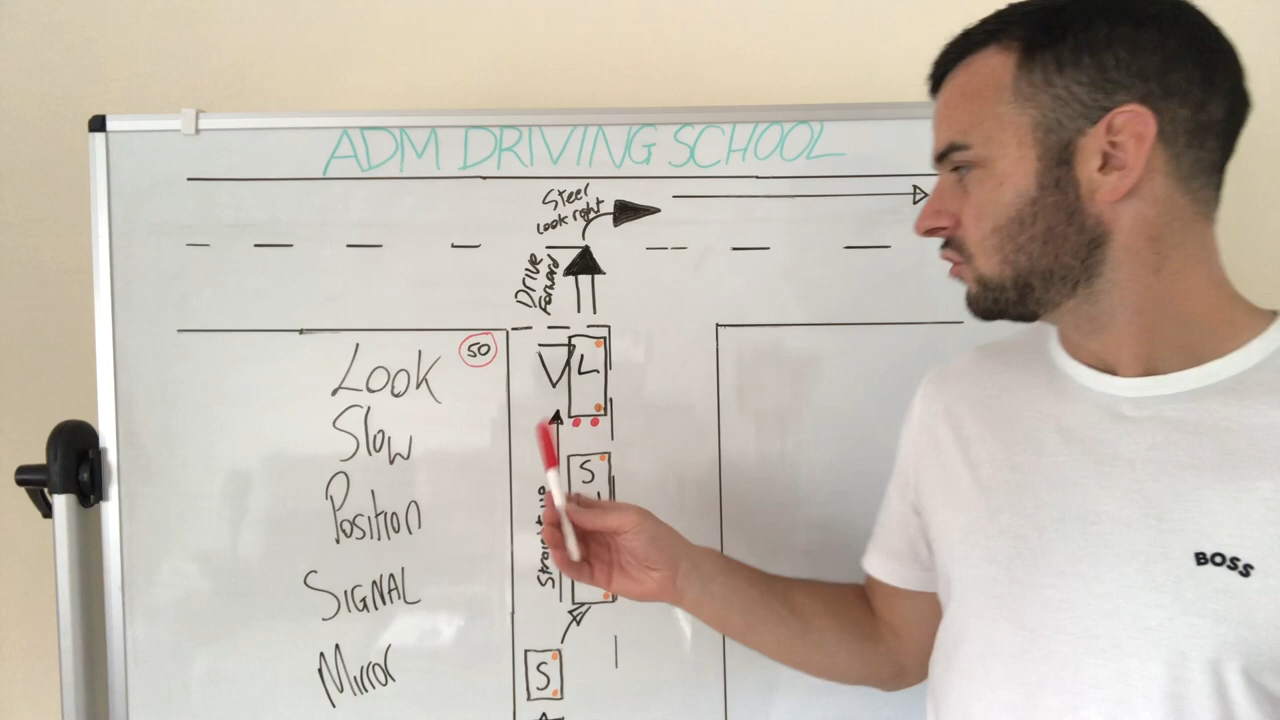 ADM DRIVING SCHOOL
Steer
look right
Drive
Forward
50
Look
L
Slow
S
Position
SIGNAL
Mirror
S
BOSS